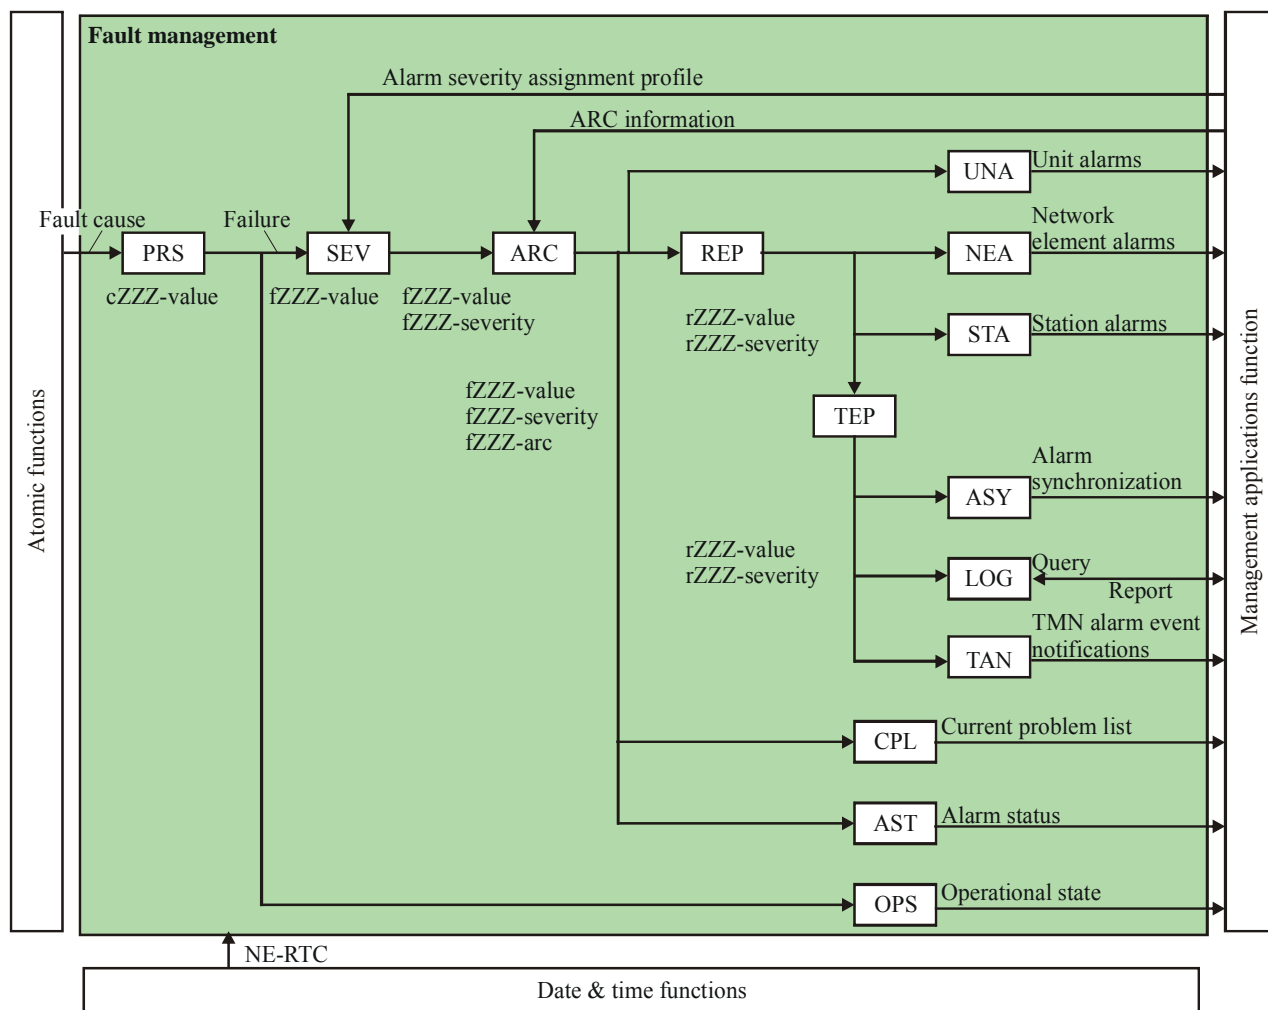 Fault management
Alarm severity assignment profile
ARC information
UNA
Unit alarms
Fault cause
Failure
Network
element alarms
PRS
SEV
ARC
REP
NEA
cZZZ-value
fZZZ-value
fZZZ-value
fZZZ-severity
rZZZ-value
rZZZ-severity
STA
Station alarms
fZZZ-value
fZZZ-severity
fZZZ-arc
TEP
Alarm
synchronization
ASY
rZZZ-value
rZZZ-severity
LOG
Query
Report
TMN alarm event
notifications
TAN
CPL
Current problem list
AST
Alarm status
OPS
Operational state
Atomic functions
Management applications function
NE-RTC
Date & time functions